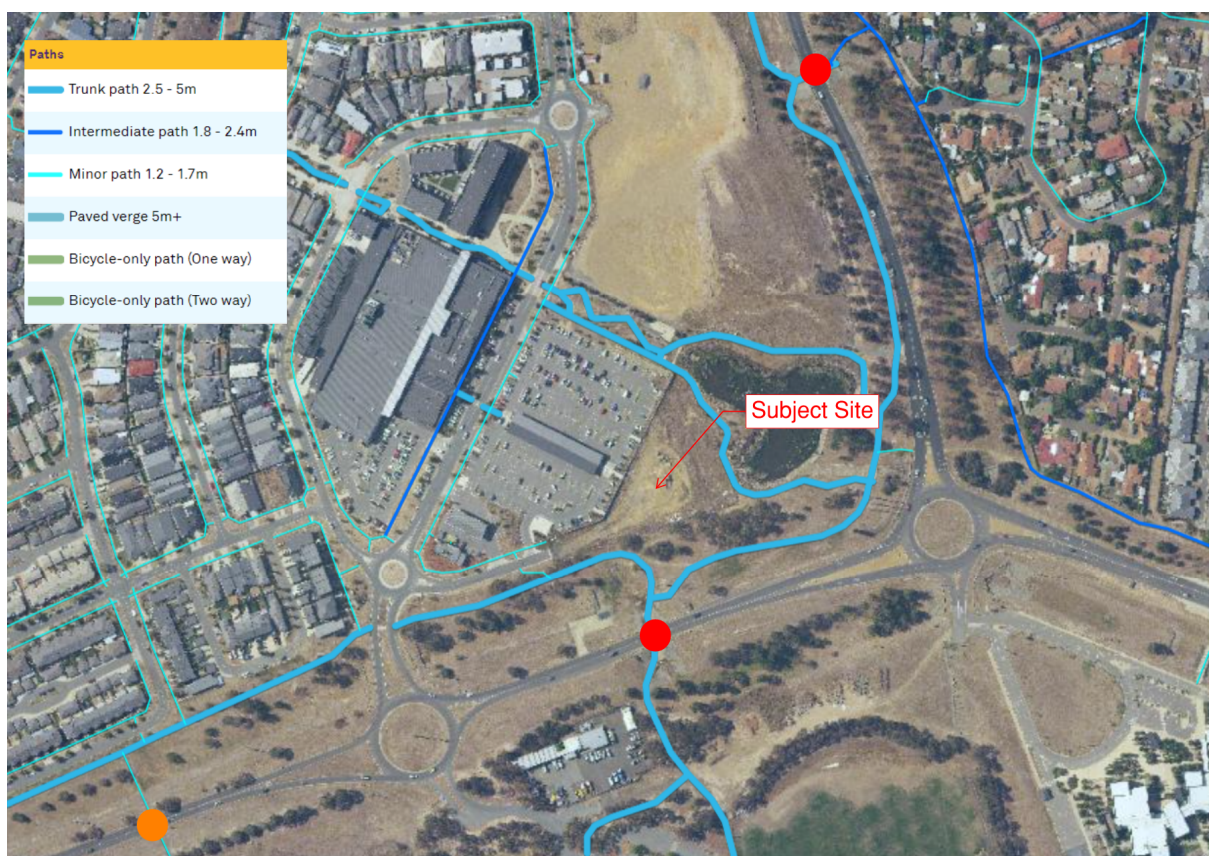 Paths
Trunk path 2.5 - 5m
Intermediate path 1.8 - 2.4m
Minor path 1.2 - 1.7m
Paved verge 5m+
Bicycle-only path (One way)
Bicycle-only path (Two way)
Subject Site